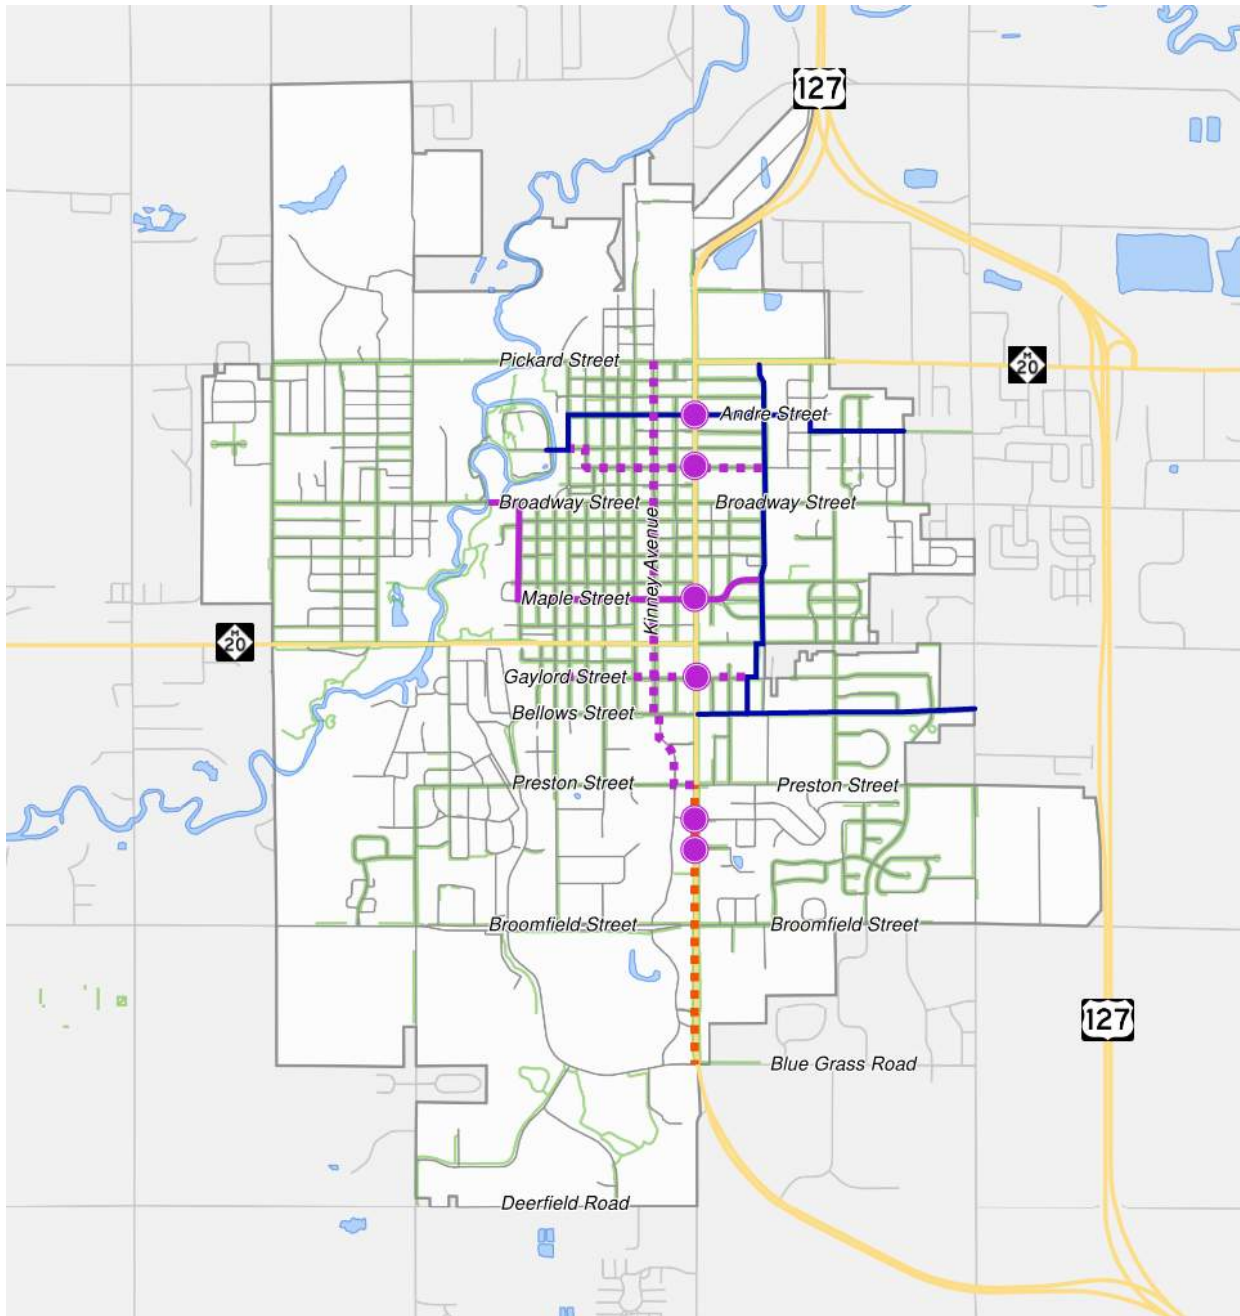 127
Pickard Street
M
20
Andre Street
Broadway Street
Broadway Street
Kinney Avenue
Maple Street
M
20
Gaylord Street
Bellows Street
Preston Street
Preston Street
Broomfield Street
Broomfield Street
127
Blue Grass Road
Deerfield Road